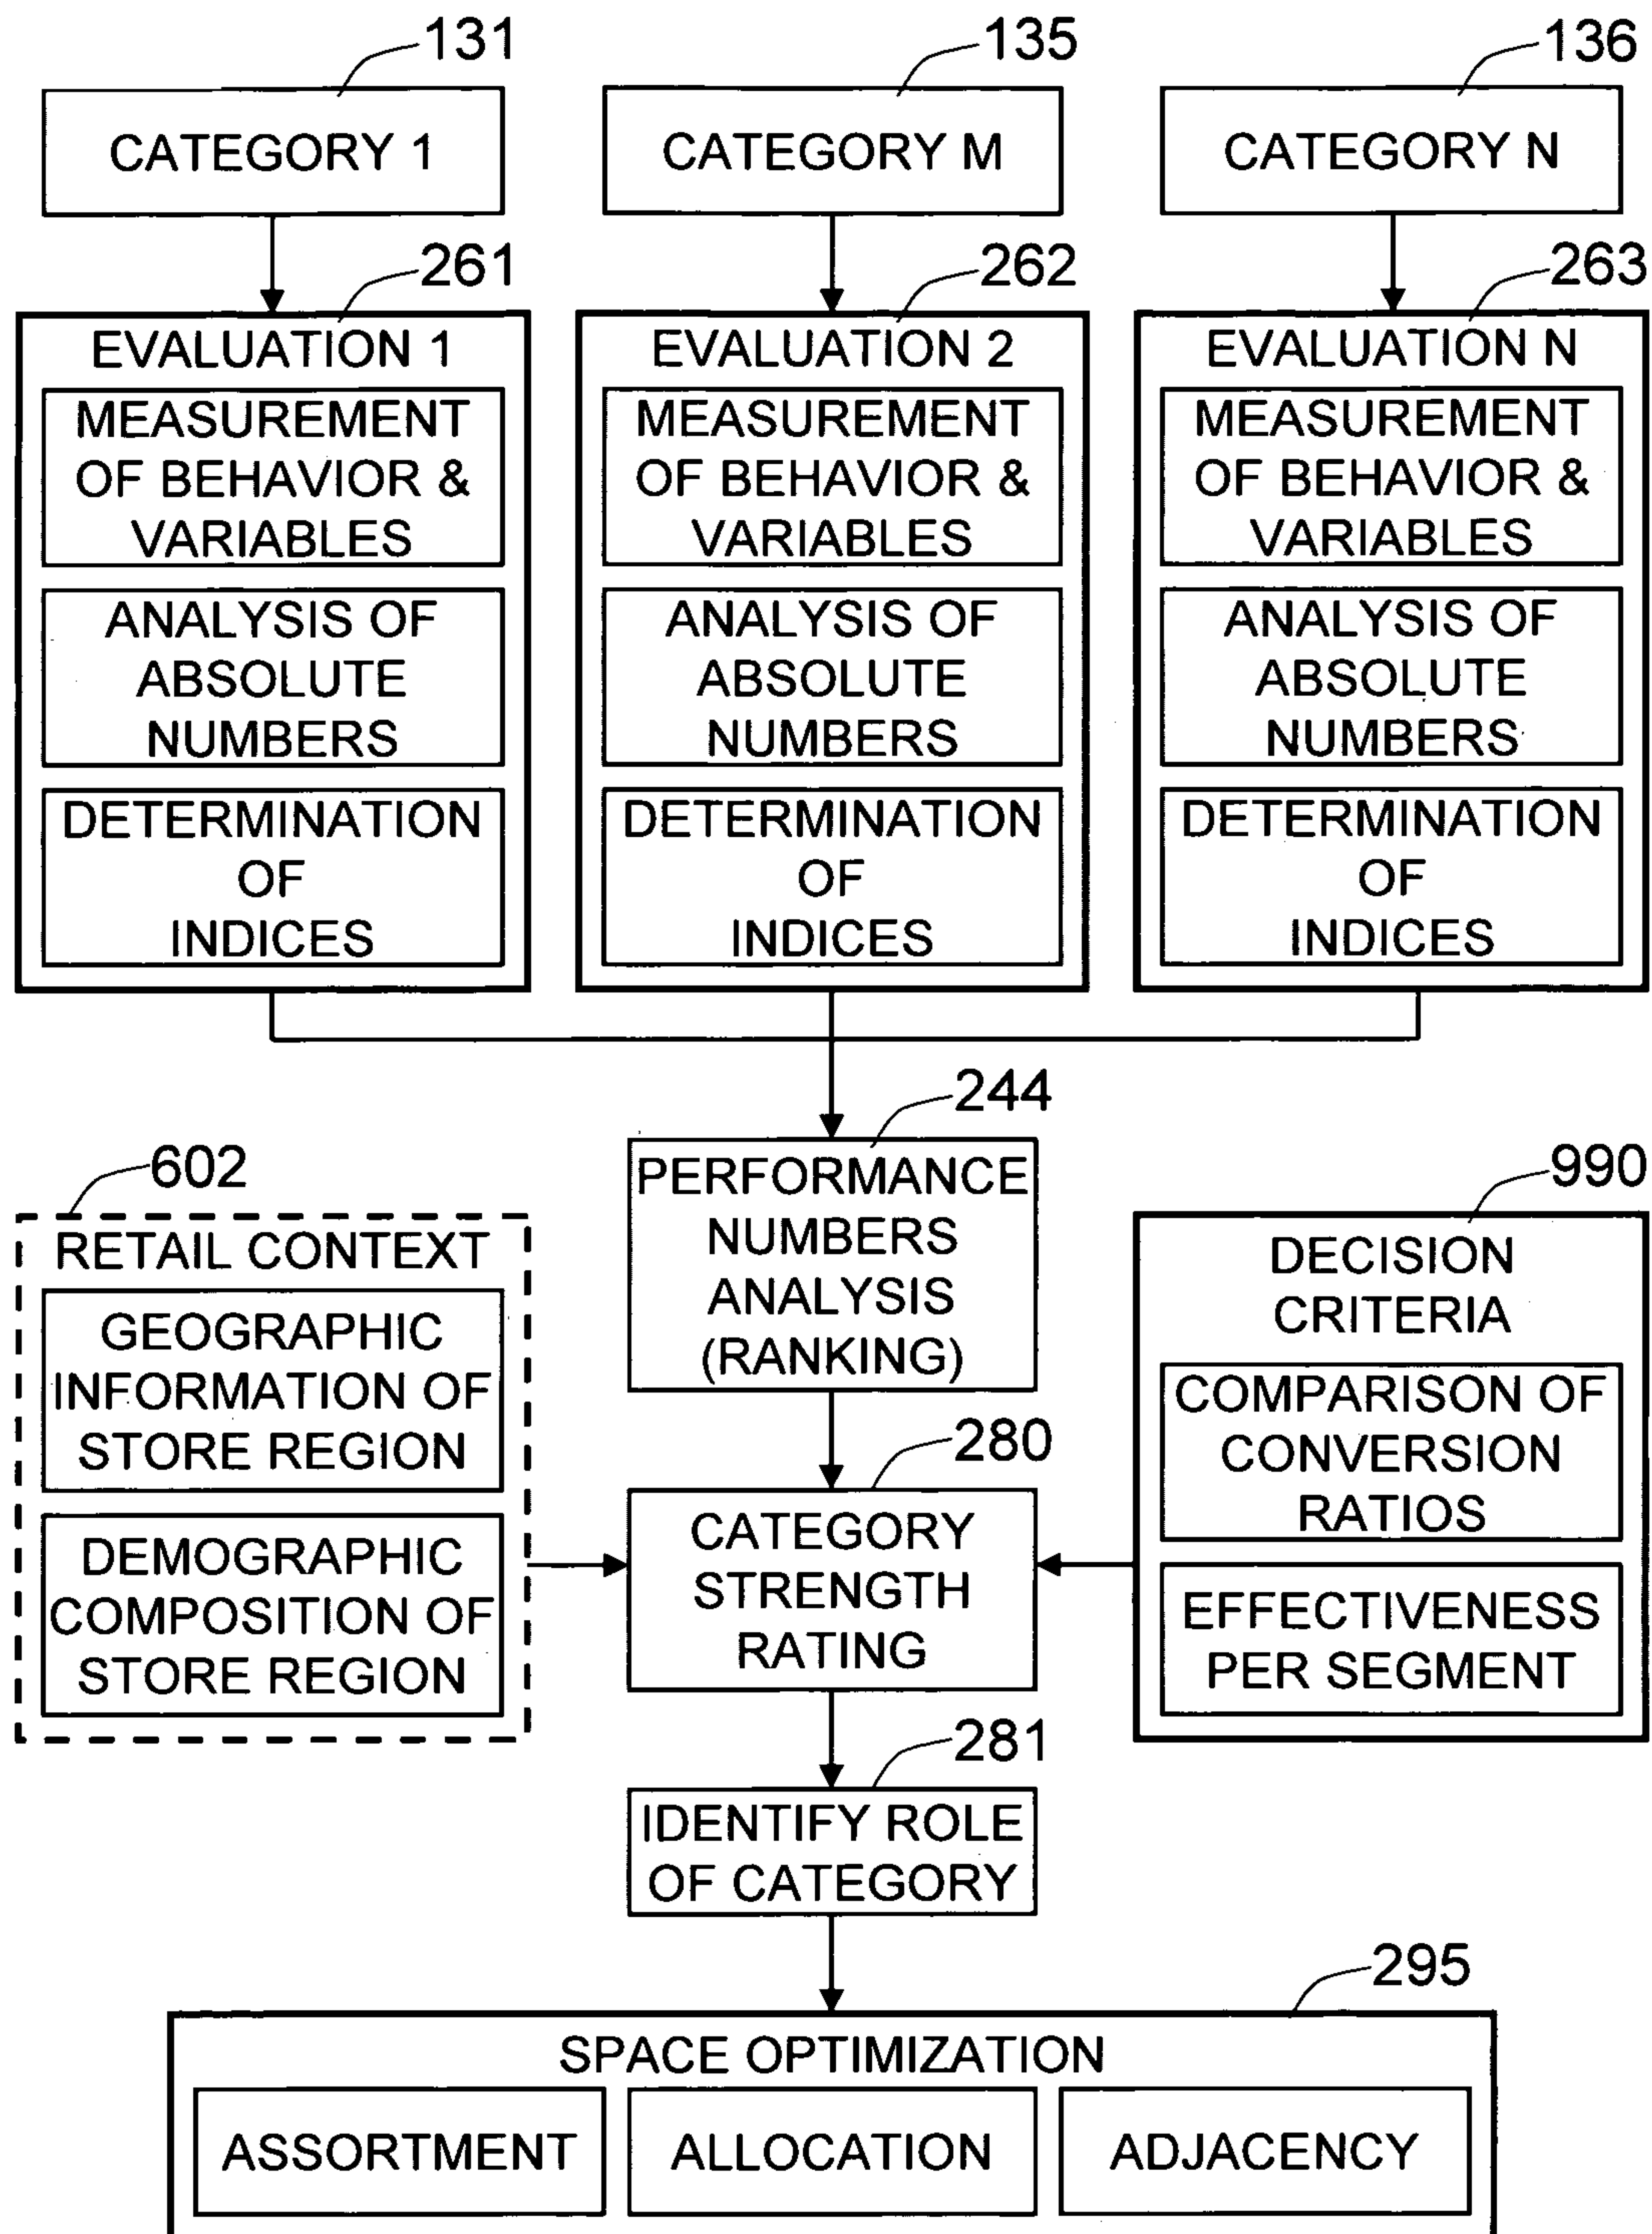 131
135
136
CATEGORY 1
CATEGORY M
CATEGORY N
261
262
263
EVALUATION 1
MEASUREMENT
OF BEHAVIOR &
VARIABLES
ANALYSIS OF
ABSOLUTE
NUMBERS
DETERMINATION
OF
INDICES
EVALUATION 2
MEASUREMENT
OF BEHAVIOR &
VARIABLES
ANALYSIS OF
ABSOLUTE
NUMBERS
DETERMINATION
OF
INDICES
EVALUATION N
MEASUREMENT
OF BEHAVIOR &
VARIABLES
ANALYSIS OF
ABSOLUTE
NUMBERS
DETERMINATION
OF
INDICES
244
PERFORMANCE
NUMBERS
ANALYSIS
(RANKING)
602
RETAIL CONTEXT
GEOGRAPHIC
INFORMATION OF
STORE REGION
DEMOGRAPHIC
COMPOSITION OF
STORE REGION
990
DECISION
CRITERIA
COMPARISON OF
CONVERSION
RATIOS
EFFECTIVENESS
PER SEGMENT
280
CATEGORY
STRENGTH
RATING
281
IDENTIFY ROLE
OF CATEGORY
295
SPACE OPTIMIZATION
ASSORTMENT
ALLOCATION
ADJACENCY